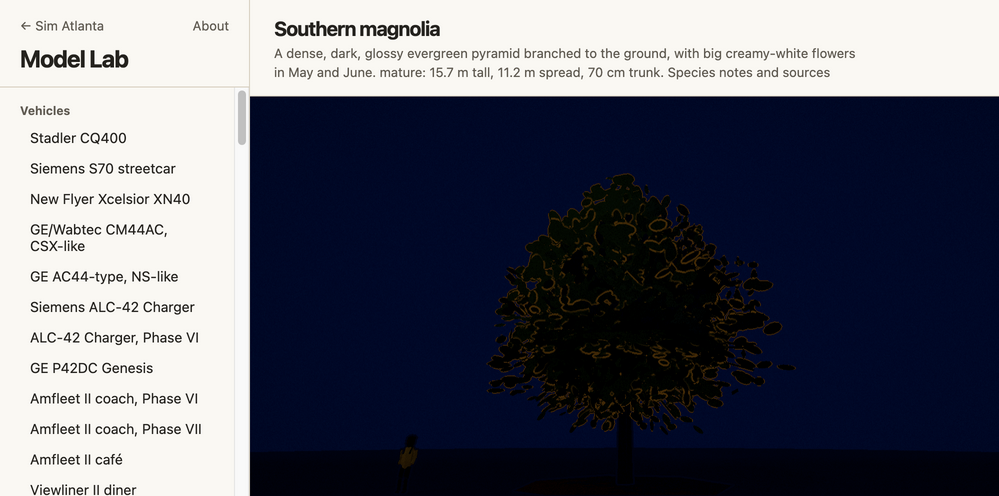 ← Sim Atlanta
About
Model Lab
Vehicles
Stadler CQ400
Siemens S70 streetcar
New Flyer Xcelsior XN40
GE/Wabtec CM44AC,
CSX-like
GE AC44-type, NS-like
Siemens ALC-42 Charger
ALC-42 Charger, Phase VI
GE P42DC Genesis
Amfleet II coach, Phase VI
Amfleet II coach, Phase VII
Amfleet II café
Viewliner II diner
Southern magnolia
A dense, dark, glossy evergreen pyramid branched to the ground, with big creamy-white flowers
in May and June. mature: 15.7 m tall, 11.2 m spread, 70 cm trunk. Species notes and sources